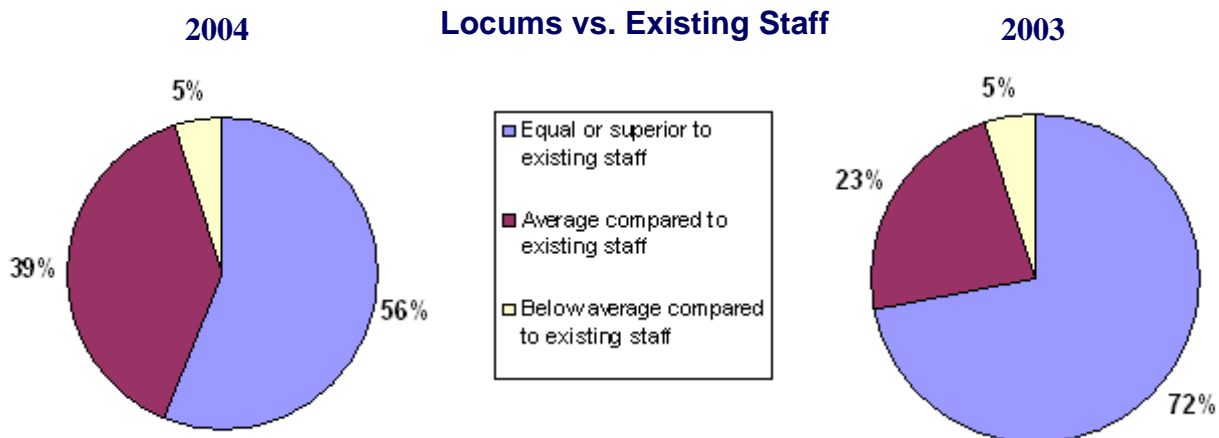 Locums vs. Existing Staff
2004
5%
39%
56%
Equal or superior to
existing staff
Average compared to
existing staff
Below average compared
to existing staff
2003
5%
23%
72%